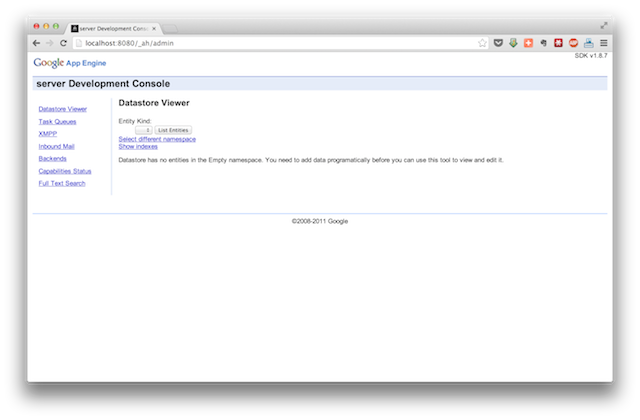 server Development Conso
localhost:8080/_ah/admin
SDK v1.8.7
Google App Engine
server Development Console
Datastore Viewer
Task Queues
XMPP
Inbound Mail
Backends
Capabilities Status
Full Text Search
Datastore Viewer
Entity Kind:
List Entities
Select different namespace
Show indexes
Datastore has no entities in the Empty namespace. You need to add data programatically before you can use this tool to view and edit it.
©2008-2011 Google